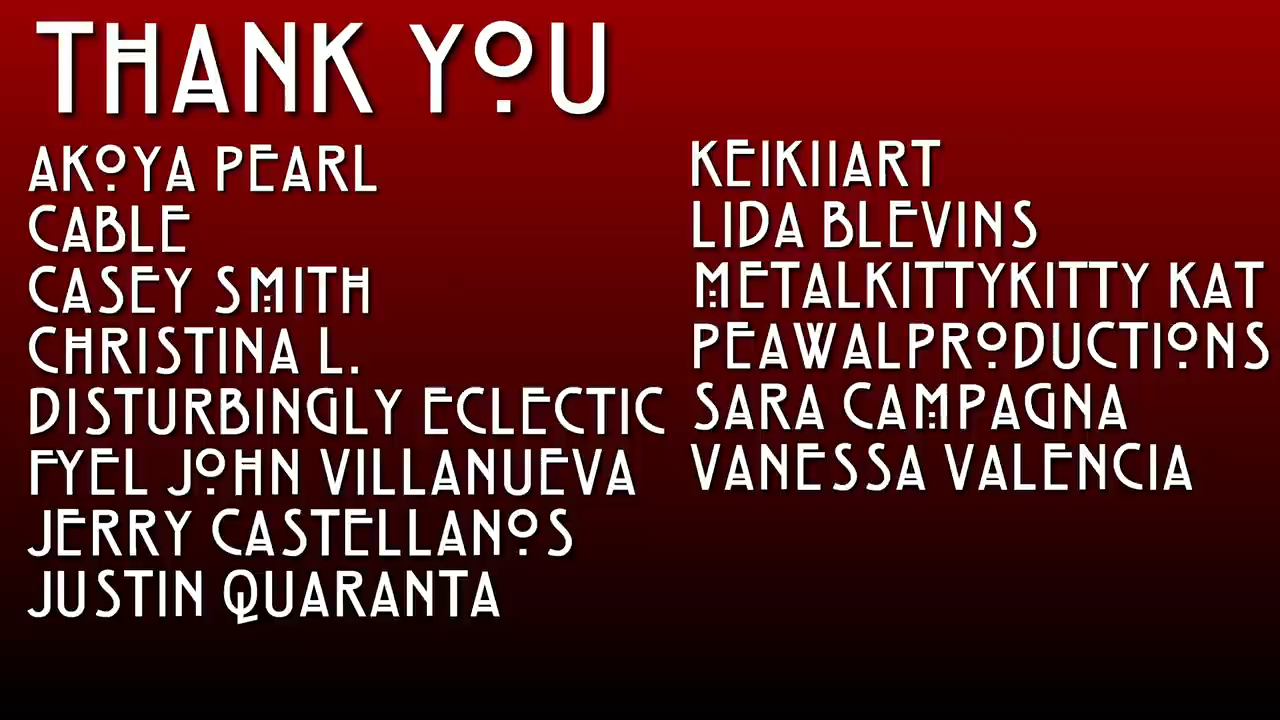 THANK YOU
AKOYA PEARL
CABLE
CASEY SMITH
CHRISTINA L.
DISTURBINGLY ECLECTIC
FYEL JOHN VILLANUEVA
JERRY CASTELLANOS
JUSTIN QUARANTA
KEIKIIART
LIDA BLEVINS
METALKITTYKITTY KAT
PEAWALPRODUCTIONS
SARA CAMPAGNA
VANESSA VALENCIA